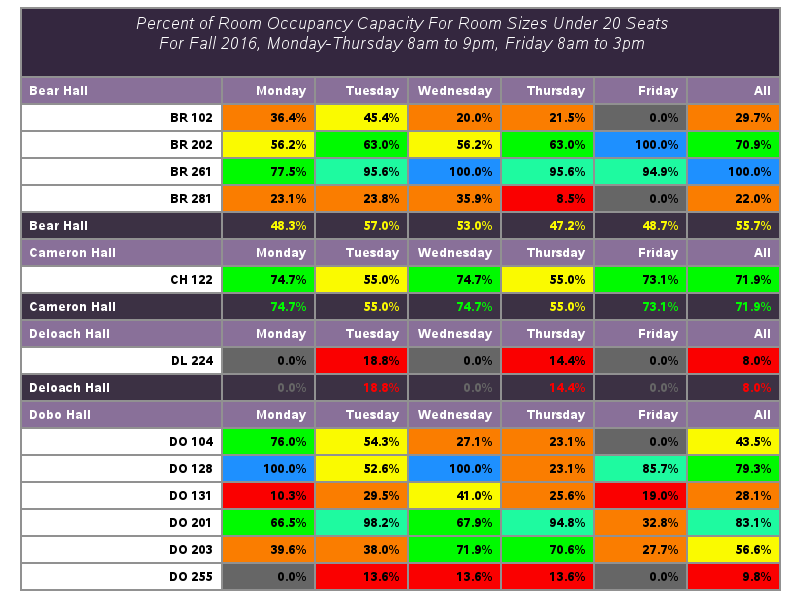 Percent of Room Occupancy Capacity For Room Sizes Under 20 Seats
For Fall 2016, Monday-Thursday 8am to 9pm, Friday 8am to 3pm
Bear Hall Monday Tuesday Wednesday Thursday Friday All
BR 102 36.4% 45.4% 20.0% 21.5% 0.0% 29.7%
BR 202 56.2% 63.0% 56.2% 63.0% 100.0% 70.9%
BR 261 77.5% 95.6% 100.0% 95.6% 94.9% 100.0%
BR 281 23.1% 23.8% 35.9% 8.5% 0.0% 22.0%
Bear Hall 48.3% 57.0% 53.0% 47.2% 48.7% 55.7%
Cameron Hall Monday Tuesday Wednesday Thursday Friday All
CH 122 74.7% 55.0% 74.7% 55.0% 73.1% 71.9%
Cameron Hall 74.7% 55.0% 74.7% 55.0% 73.1% 71.9%
Deloach Hall Monday Tuesday Wednesday Thursday Friday All
DL 224 0.0% 18.8% 0.0% 14.4% 0.0% 8.0%
Deloach Hall 0.0% 18.8% 0.0% 14.4% 0.0% 8.0%
Dobo Hall Monday Tuesday Wednesday Thursday Friday All
DO 104 76.0% 54.3% 27.1% 23.1% 0.0% 43.5%
DO 128 100.0% 52.6% 100.0% 23.1% 85.7% 79.3%
DO 131 10.3% 29.5% 41.0% 25.6% 19.0% 28.1%
DO 201 66.5% 98.2% 67.9% 94.8% 32.8% 83.1%
DO 203 39.6% 38.0% 71.9% 70.6% 27.7% 56.6%
DO 255 0.0% 13.6% 13.6% 13.6% 0.0% 9.8%